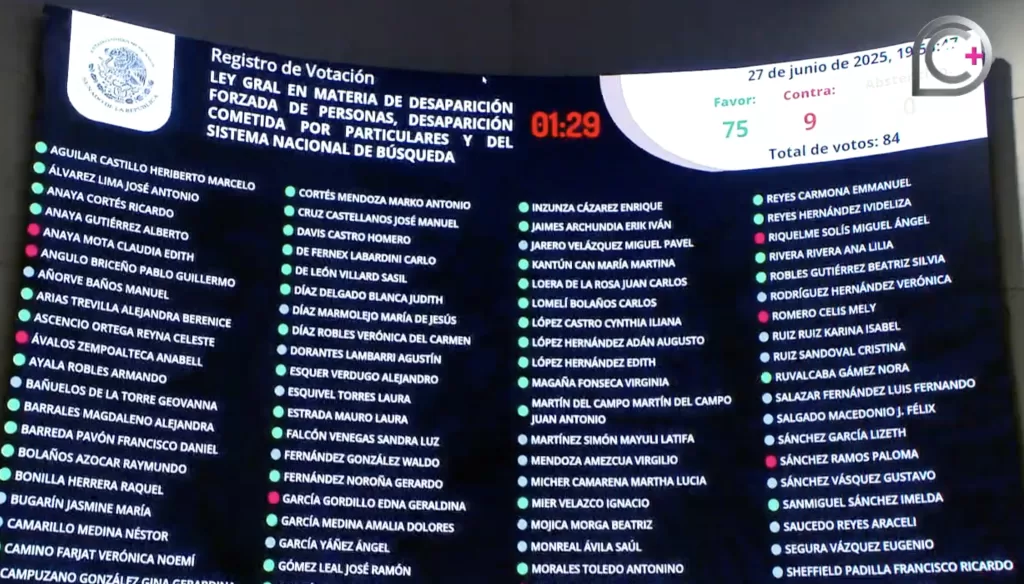 Registro de Votación
LEY GRAL EN MATERIA DE DESAPARICIÓN
FORZADA DE PERSONAS, DESAPARICIÓN
COMETIDA POR PARTICULARES Y DEL
SISTEMA NACIONAL DE BÚSQUEDA
01:29
27 de junio de 2025,
Favor:
75
Contra:
9
0
Total de votos: 84
AGUILAR CASTILLO HERIBERTO MARCELO
ÁLVAREZ LIMA JOSÉ ANTONIO
ANAYA CORTÉS RICARDO
ANAYA GUTIÉRREZ ALBERTO
ANAYA MOTA CLAUDIA EDITH
ANGULO BRICEÑO PABLO GUILLERMO
AÑORVE BAÑOS MANUEL
ARIAS TREVILLA ALEJANDRA BERENICE
ASCENCIO ORTEGA REYNA CELESTE
ÁVALOS ZEMPOALTECA ANABELL
AYALA ROBLES ARMANDO
BAÑUELOS DE LA TORRE GEOVANNA
BARRALES MAGDALENO ALEJANDRA
BARREDA PAVÓN FRANCISCO DANIEL
BOLAÑOS AZOCAR RAYMUNDO
BONILLA HERRERA RAQUEL
BUGARÍN JASMINE MARÍA
CAMARILLO MEDINA NÉSTOR
CAMINO FARJAT VERÓNICA NOEMÍ
CAMPUZANO GONZÁLEZ GINA GERARDINA
CORTÉS MENDOZA MARKO ANTONIO
CRUZ CASTELLANOS JOSÉ MANUEL
DAVIS CASTRO HOMERO
DE FERNEX LABARDINI CARLO
DE LEÓN VILLARD SASIL
DÍAZ DELGADO BLANCA JUDITH
DÍAZ MARMOLEJO MARÍA DE JESÚS
DÍAZ ROBLES VERÓNICA DEL CARMEN
DORANTES LAMBARRI AGUSTÍN
ESQUER VERDUGO ALEJANDRO
ESQUIVEL TORRES LAURA
ESTRADA MAURO LAURA
FALCÓN VENEGAS SANDRA LUZ
FERNÁNDEZ GONZÁLEZ WALDO
FERNÁNDEZ NOROÑA GERARDO
GARCÍA GORDILLO EDNA GERALDINA
GARCÍA MEDINA AMALIA DOLORES
GARCÍA YÁÑEZ ÁNGEL
GÓMEZ LEAL JOSÉ RAMÓN
INZUNZA CÁZAREZ ENRIQUE
JAIMES ARCHUNDIA ERIK IVÁN
JARERO VELÁZQUEZ MIGUEL PAVEL
KANTÚN CAN MARÍA MARTINA
LOERA DE LA ROSA JUAN CARLOS
LOMELÍ BOLAÑOS CARLOS
LÓPEZ CASTRO CYNTHIA ILIANA
LÓPEZ HERNÁNDEZ ADÁN AUGUSTO
LÓPEZ HERNÁNDEZ EDITH
MAGAÑA FONSECA VIRGINIA
MARTÍN DEL CAMPO MARTÍN DEL CAMPO
JUAN ANTONIO
MARTÍNEZ SIMÓN MAYULI LATIFA
MENDOZA AMEZCUA VIRGILIO
MICHER CAMARENA MARTHA LUCIA
MIER VELAZCO IGNACIO
MOJICA MORGA BEATRIZ
MONREAL ÁVILA SAÚL
MORALES TOLEDO ANTONINO
REYES CARMONA EMMANUEL
REYES HERNÁNDEZ IVIDELIZA
RIQUELME SOLÍS MIGUEL ÁNGEL
RIVERA RIVERA ANA LILIA
ROBLES GUTIÉRREZ BEATRIZ SILVIA
RODRÍGUEZ HERNÁNDEZ VERÓNICA
ROMERO CELIS MELY
RUIZ RUIZ KARINA ISABEL
RUIZ SANDOVAL CRISTINA
RUVALCABA GÁMEZ NORA
SALAZAR FERNÁNDEZ LUIS FERNANDO
SALGADO MACEDONIO J. FÉLIX
SÁNCHEZ GARCÍA LIZETH
SÁNCHEZ RAMOS PALOMA
SÁNCHEZ VÁSQUEZ GUSTAVO
SANMIGUEL SÁNCHEZ IMELDA
SAUCEDO REYES ARACELI
SEGURA VÁZQUEZ EUGENIO
SHEFFIELD PADILLA FRANCISCO RICARDO